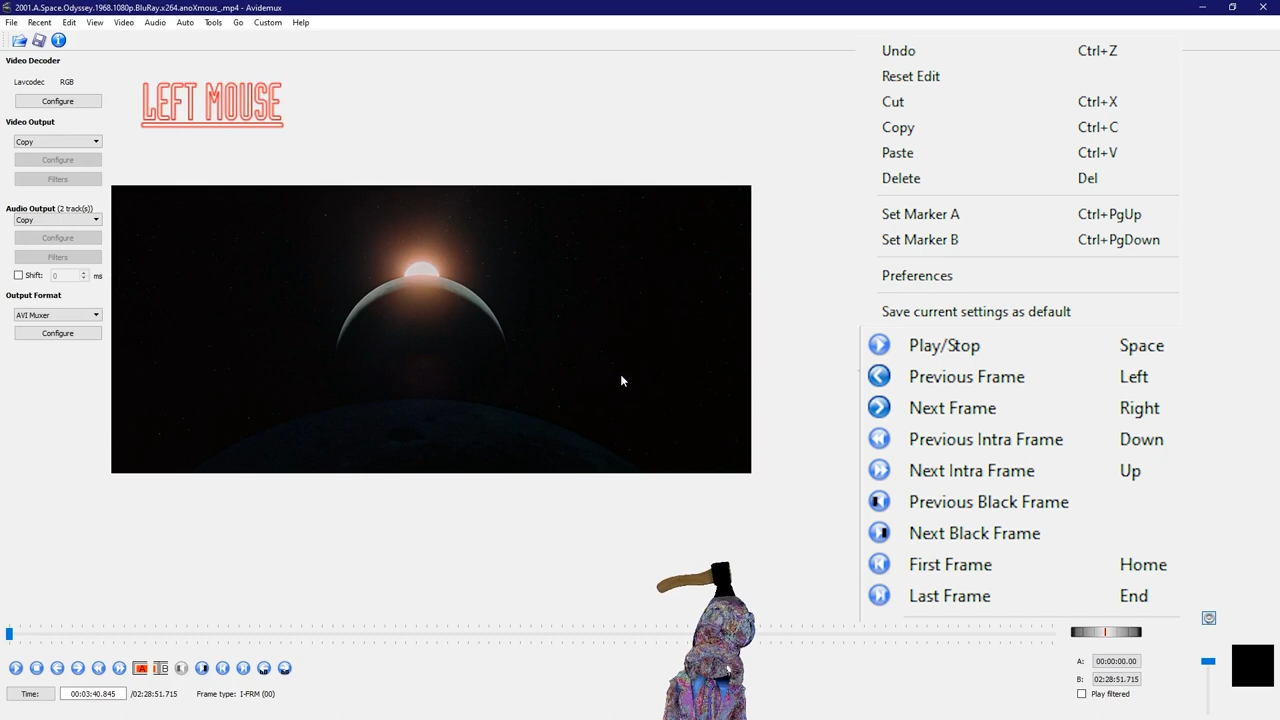 2001.A.Space.Odyssey.1968.1080p.BluRay.x264.anoXmous_.mp4 - Avidemux
File Recent Edit View Video Audio Auto Tools Go Custom Help
Video Decoder
Lavcodec RGB
Configure
Video Output
Copy
Configure
Filters
Audio Output (2 track(s))
Copy
Configure
Filters
Shift: 0 ms
Output Format
AVI Muxer
Configure
LEFT MOUSE
Undo Ctrl+Z
Reset Edit
Cut Ctrl+X
Copy Ctrl+C
Paste Ctrl+V
Delete Del
Set Marker A Ctrl+PgUp
Set Marker B Ctrl+PgDown
Preferences
Save current settings as default
Play/Stop Space
Previous Frame Left
Next Frame Right
Previous Intra Frame Down
Next Intra Frame Up
Previous Black Frame
Next Black Frame
First Frame Home
Last Frame End
A B
A: 00:00:00.00
B: 02:28:51.715
Play filtered
Time: 00:03:40.845 /02:28:51.715 Frame type: I-FRM (00)